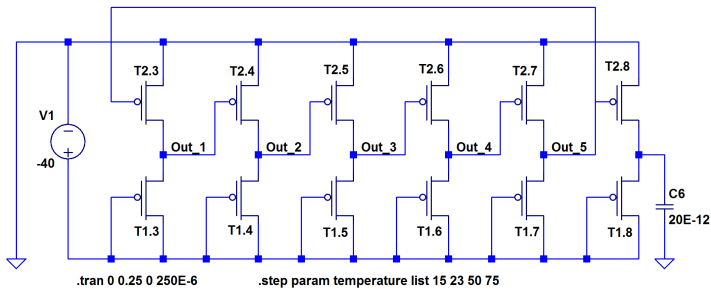 T2.3
T2.4
T2.5
T2.6
T2.7
T2.8
V1
−
+
-40
Out_1
Out_2
Out_3
Out_4
Out_5
C6
20E-12
T1.3
T1.4
T1.5
T1.6
T1.7
T1.8
.tran 0 0.25 0 250E-6
.step param temperature list 15 23 50 75